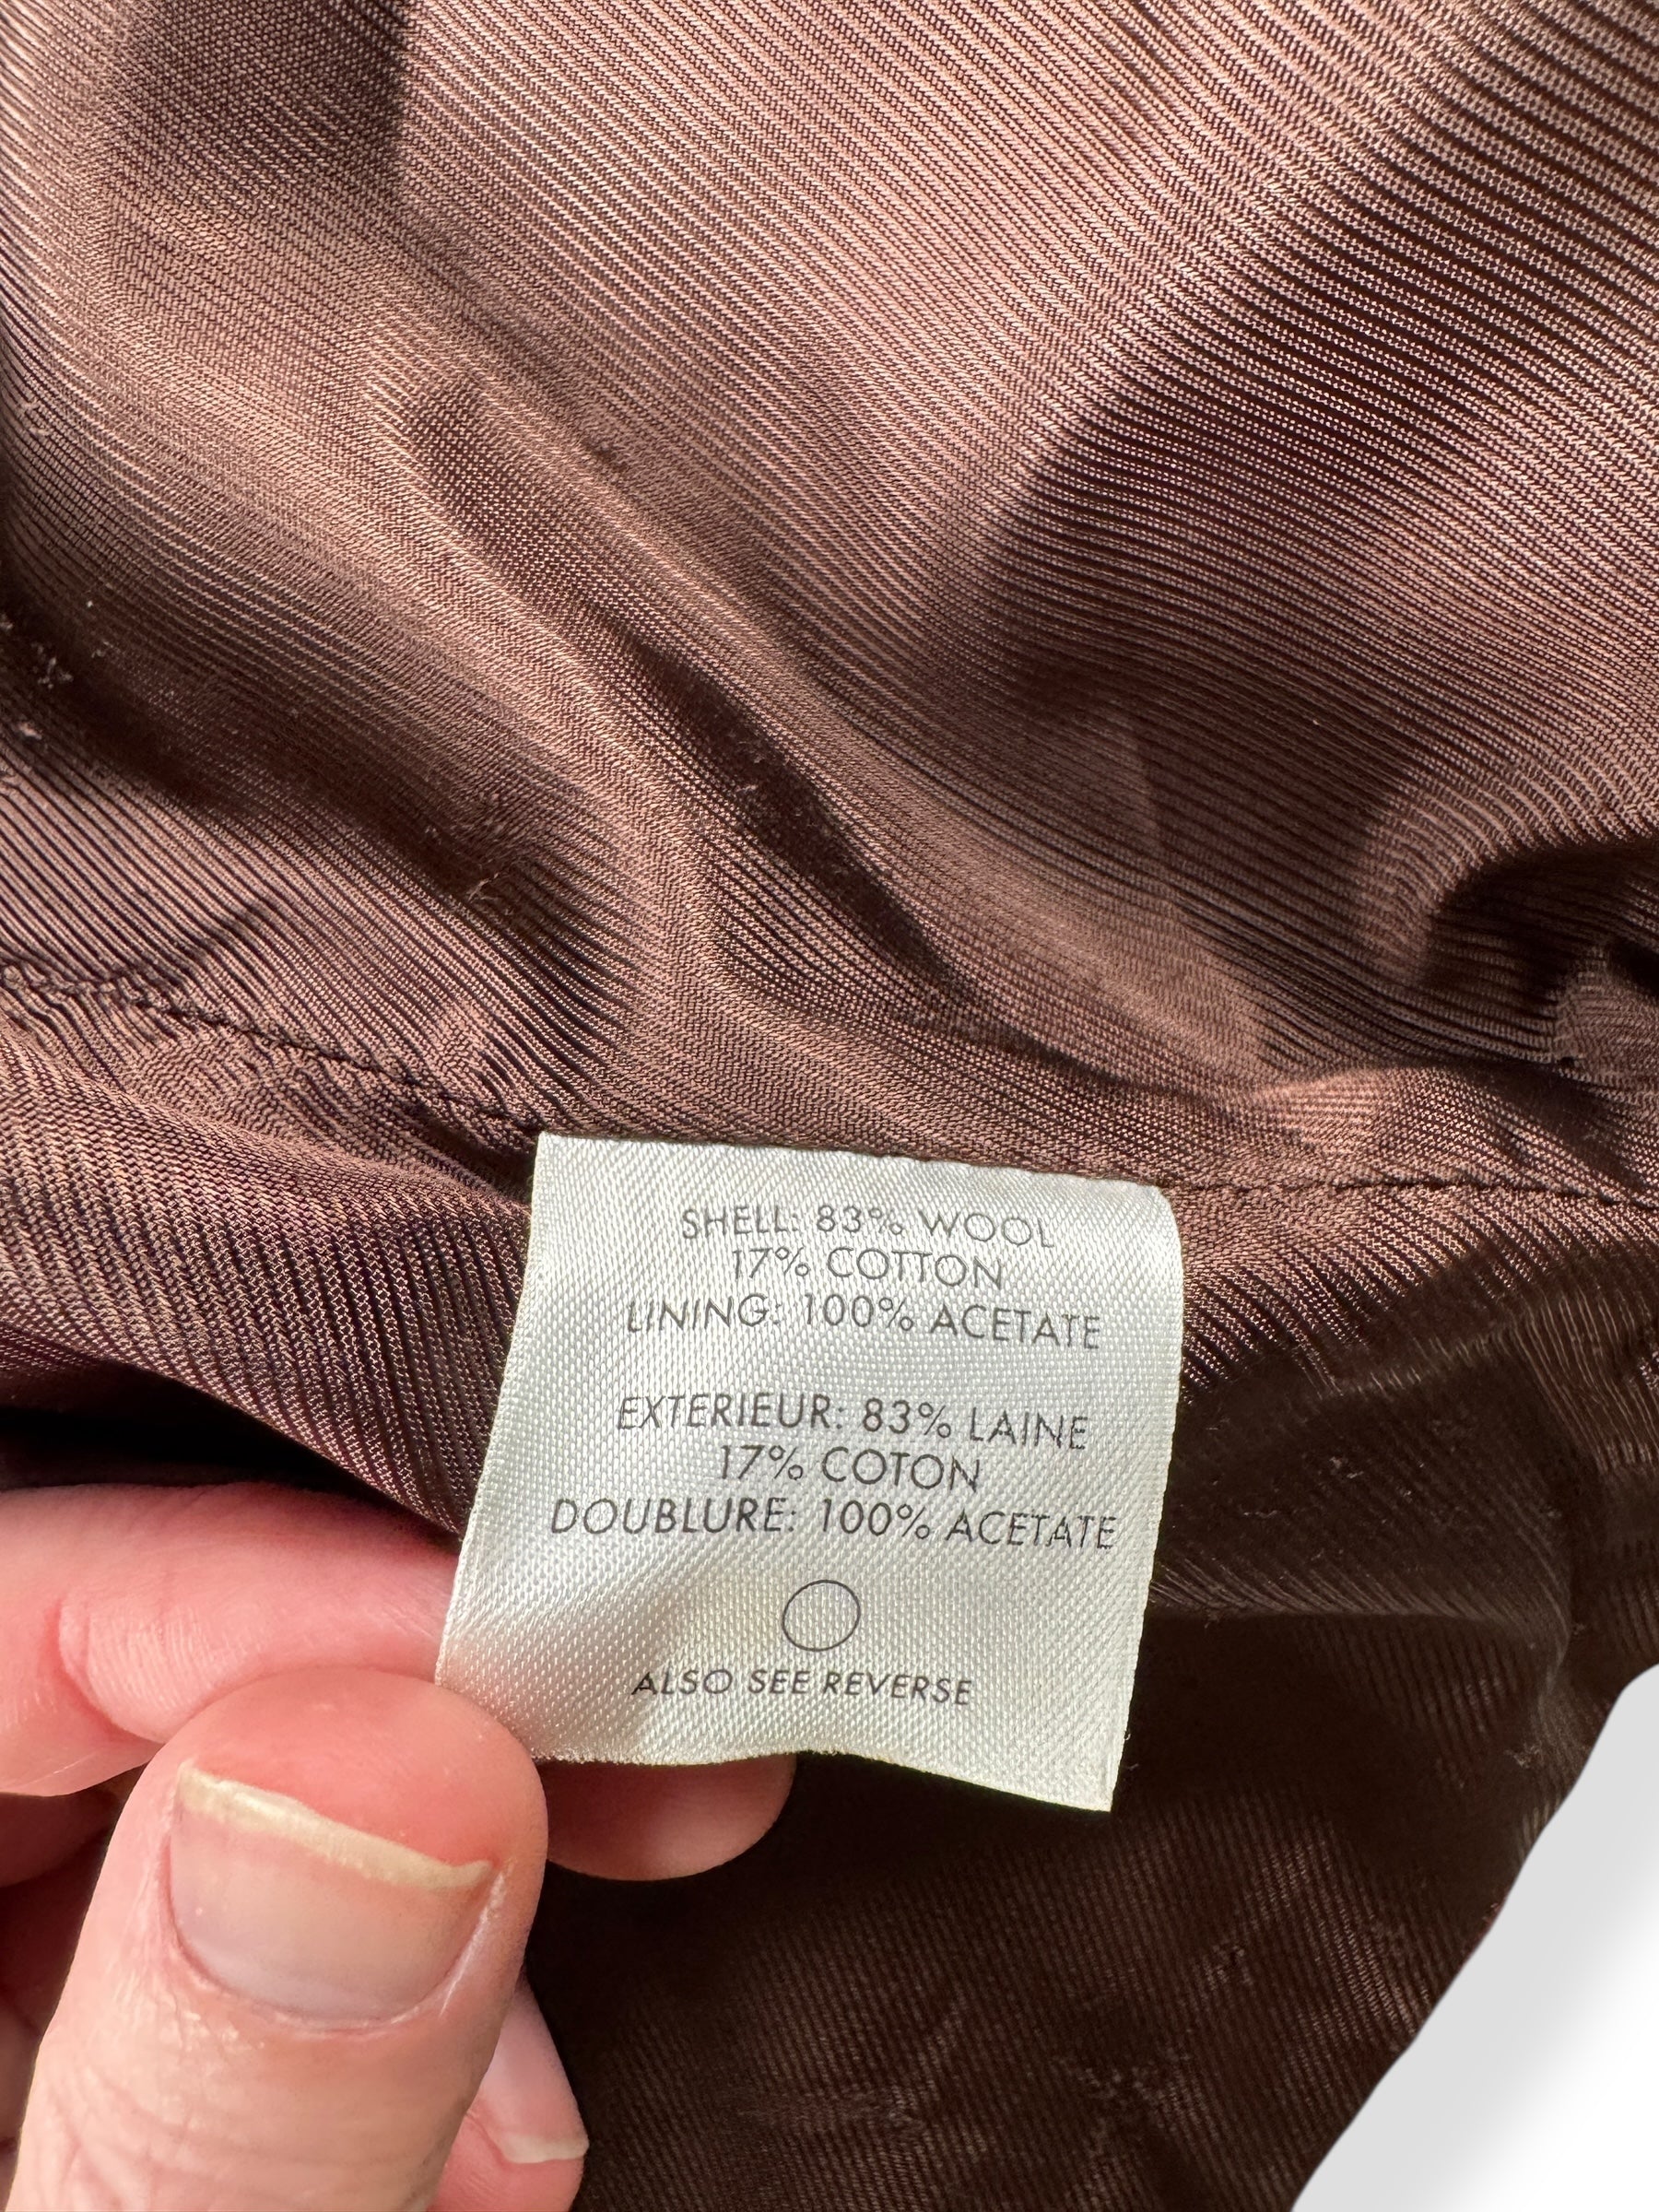 SHELL: 83% WOOL
17% COTTON
LINING: 100% ACETATE
EXTERIEUR: 83% LAINE
17% COTON
DOUBLURE: 100% ACETATE
ALSO SEE REVERSE